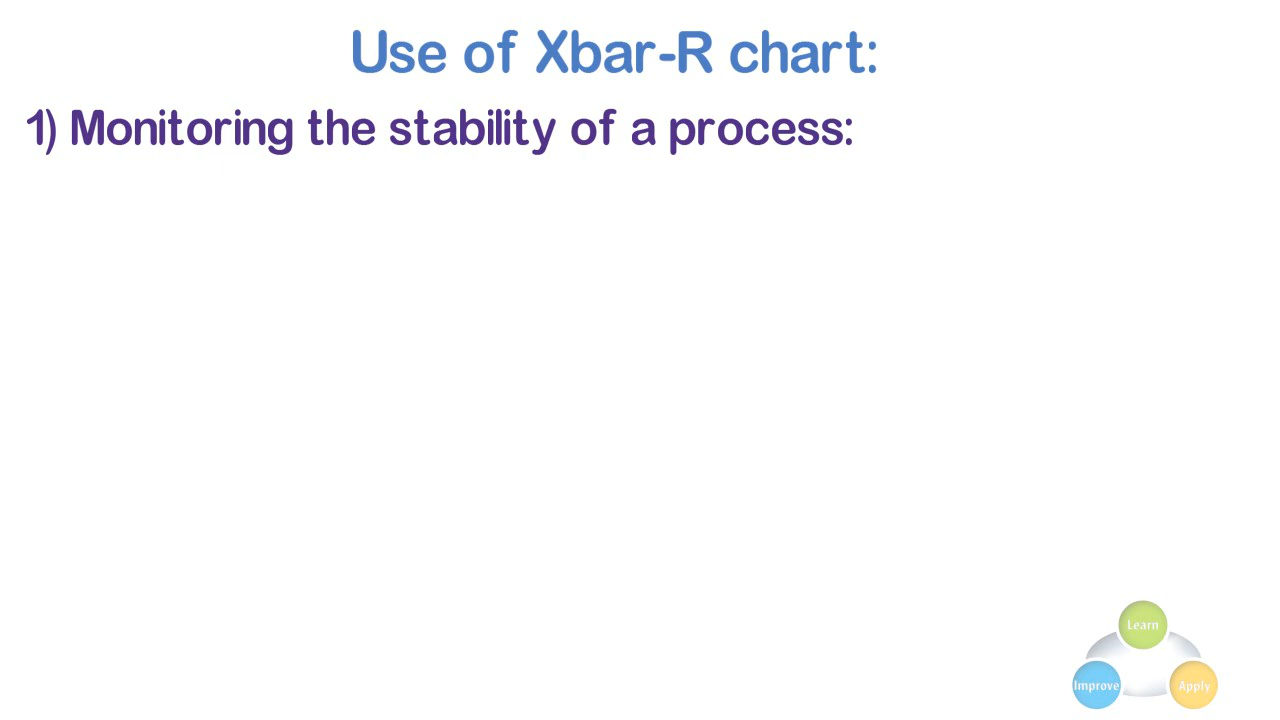 Use of Xbar-R chart:
1) Monitoring the stability of a process:
Learn
Improve
Apply